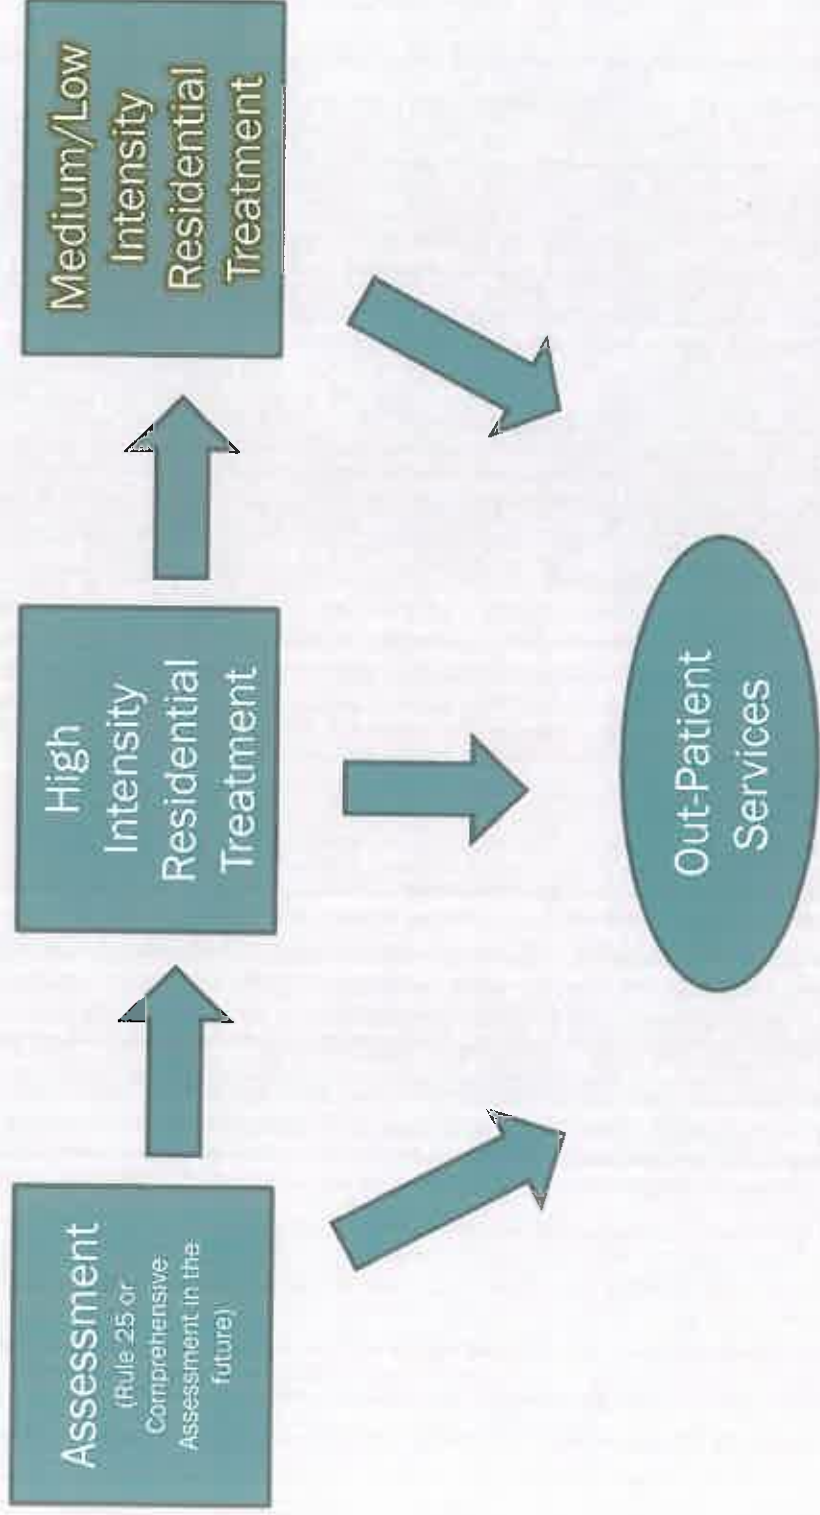 Assessment
(Rule 25 or
Comprehensive
Assessment in the
future)
High
Intensity
Residential
Treatment
Medium/Low
Intensity
Residential
Treatment
Out-Patient
Services